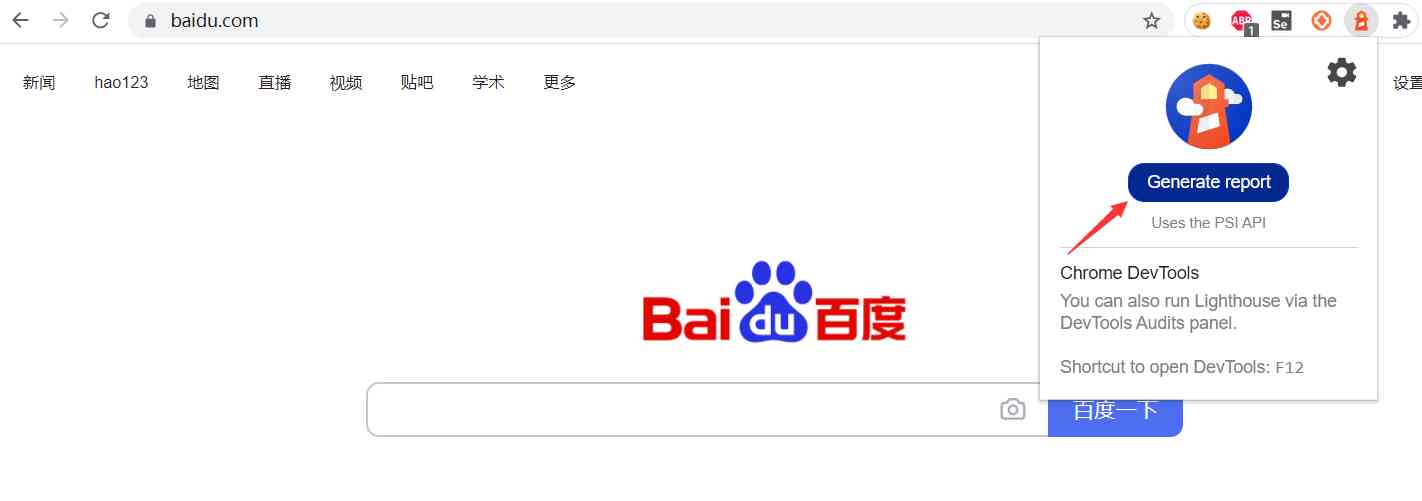 baidu.com
ABP
1
Se
新闻 hao123 地图 直播 视频 贴吧 学术 更多 设置
Generate report
Uses the PSI API
Chrome DevTools
You can also run Lighthouse via the
DevTools Audits panel.
Shortcut to open DevTools: F12
Bai du 百度
百度一下